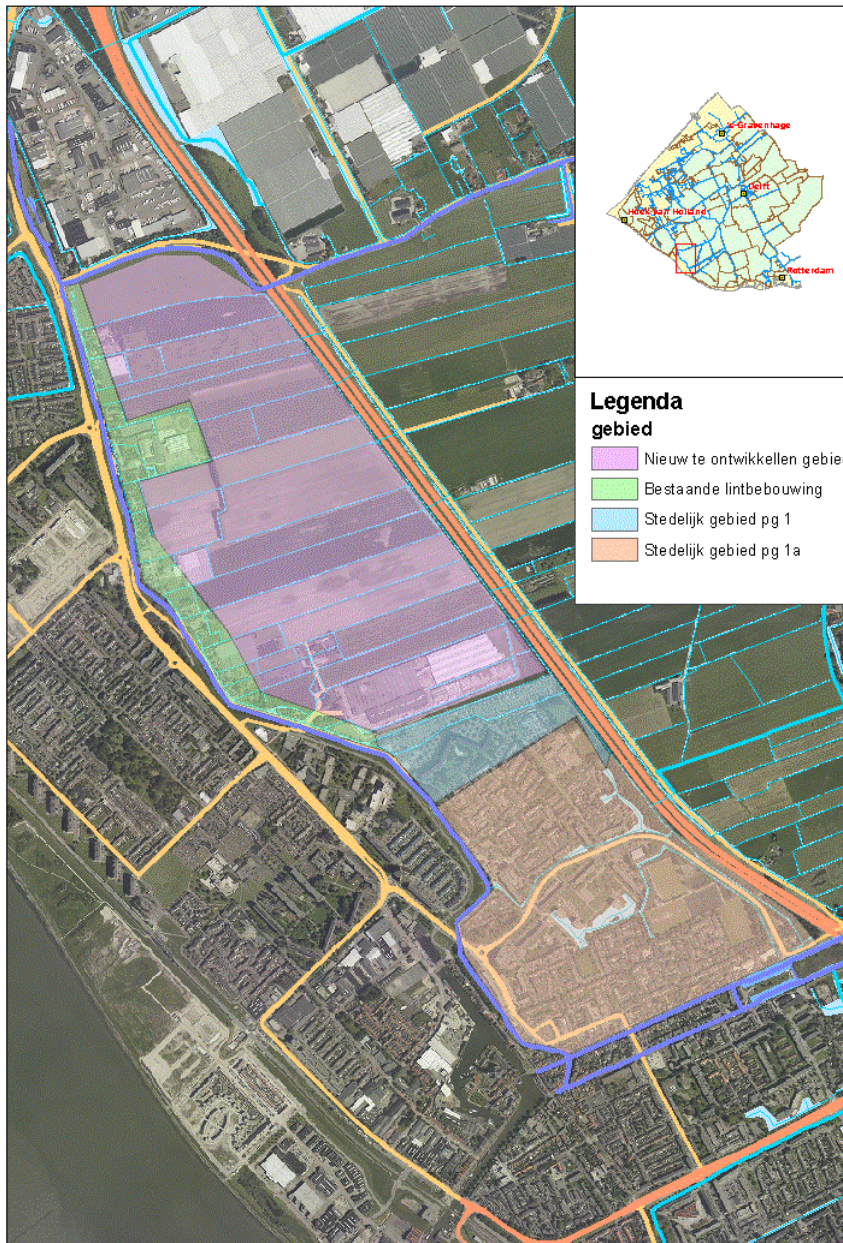 's-Gravenhage
Delft
Hoek van Holland
Rotterdam
Legenda
gebied
Nieuw te ontwikkellen gebie
Bestaande lintbebouwing
Stedelijk gebied pg 1
Stedelijk gebied pg 1a